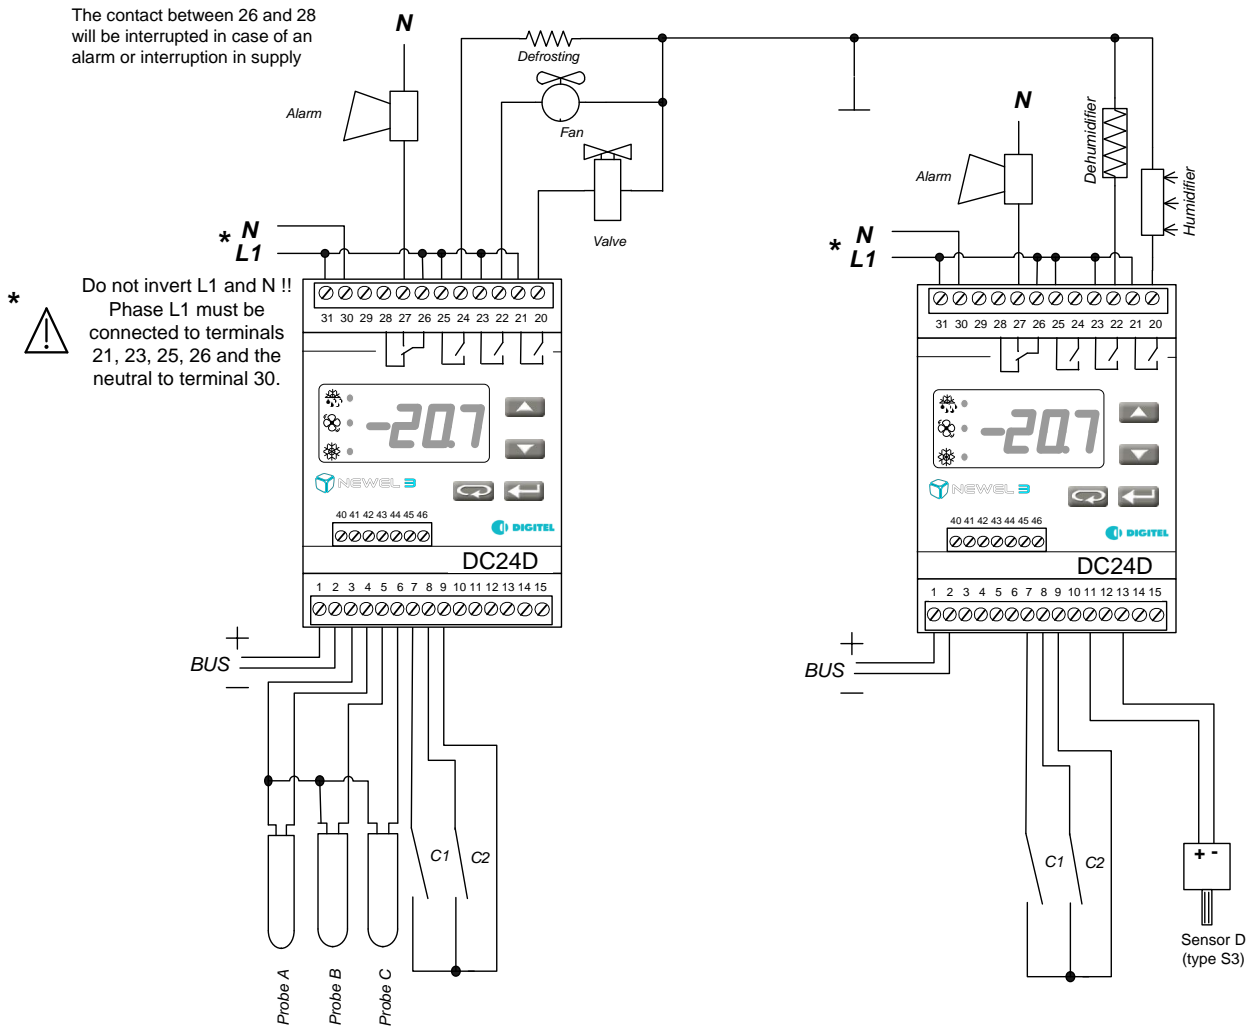 The contact between 26 and 28
will be interrupted in case of an
alarm or interruption in supply
N
Defrosting
Alarm
Fan
Valve
* N
L1
* Do not invert L1 and N !!
Phase L1 must be
connected to terminals
21, 23, 25, 26 and the
neutral to terminal 30.
31 30 29 28 27 26 25 24 23 22 21 20
-20.7
NEWEL 3
40 41 42 43 44 45 46
DIGITEL
DC24D
1 2 3 4 5 6 7 8 9 10 11 12 13 14 15
+
BUS
−
C1 C2
Probe A
Probe B
Probe C
N
Alarm
Dehumidifier
Humidifier
* N
L1
31 30 29 28 27 26 25 24 23 22 21 20
-20.7
NEWEL 3
40 41 42 43 44 45 46
DIGITEL
DC24D
1 2 3 4 5 6 7 8 9 10 11 12 13 14 15
+
BUS
−
C1 C2
+ -
Sensor D
(type S3)